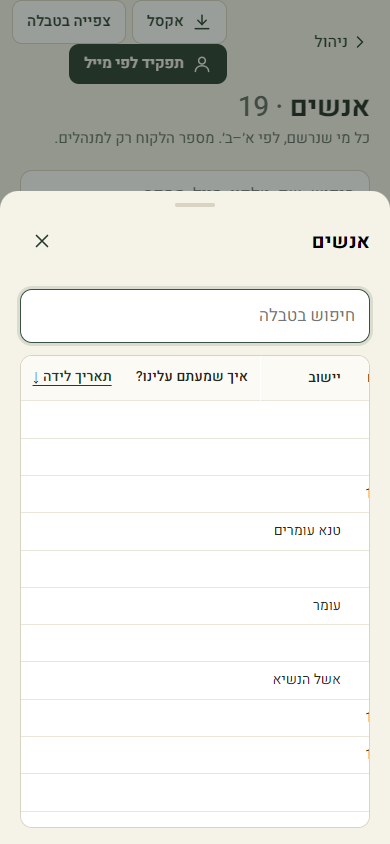 ניהול
אקסל
צפייה בטבלה
תפקיד לפי מייל
אנשים · 19
כל מי שנרשם, לפי א׳–ב׳. מספר הלקוח רק למנהלים.
אנשים
חיפוש בטבלה
יישוב
איך שמעתם עלינו?
תאריך לידה ↓
טנא עומרים
עומר
אשל הנשיא